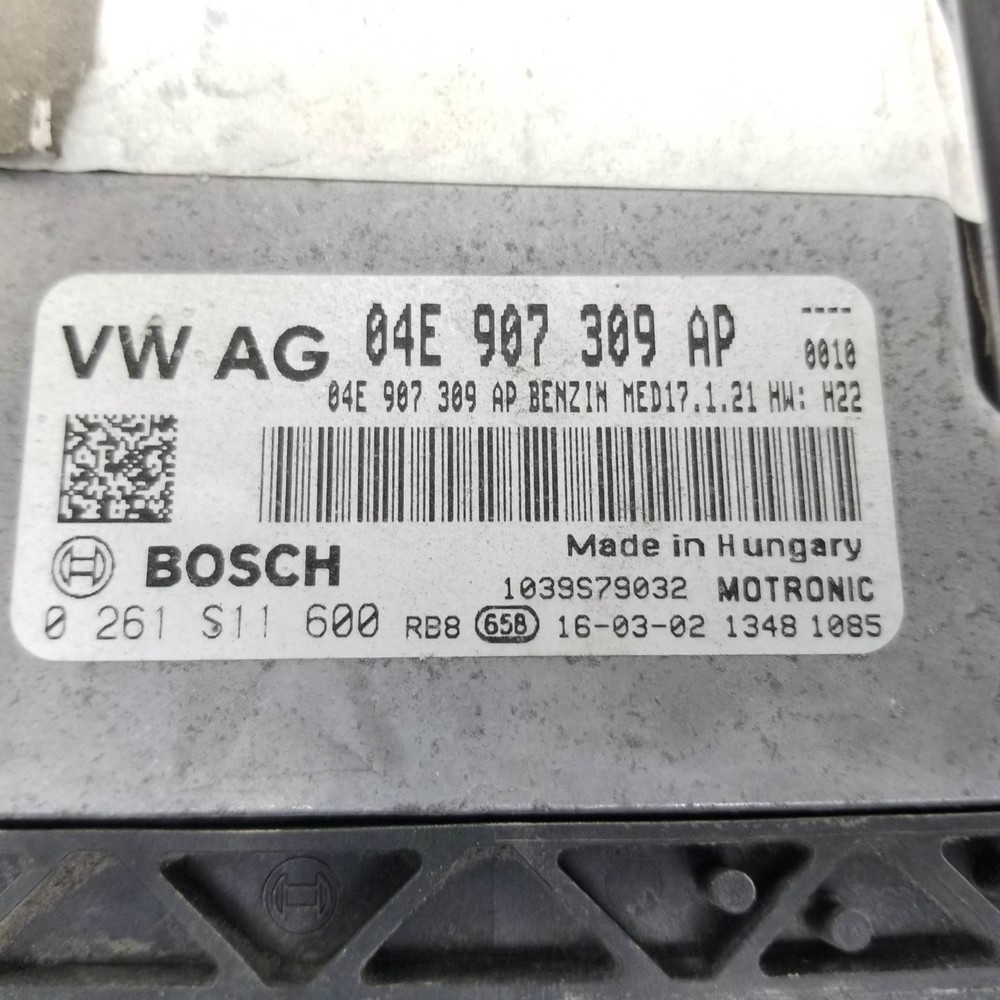 VW AG 04E 907 309 AP ----
0010
04E 907 309 AP BENZIN MED17.1.21 HW: H22
Made in Hungary
BOSCH
1039S79032 MOTRONIC
0 261 S11 600 RB8 65B 16-03-02 1348 1085